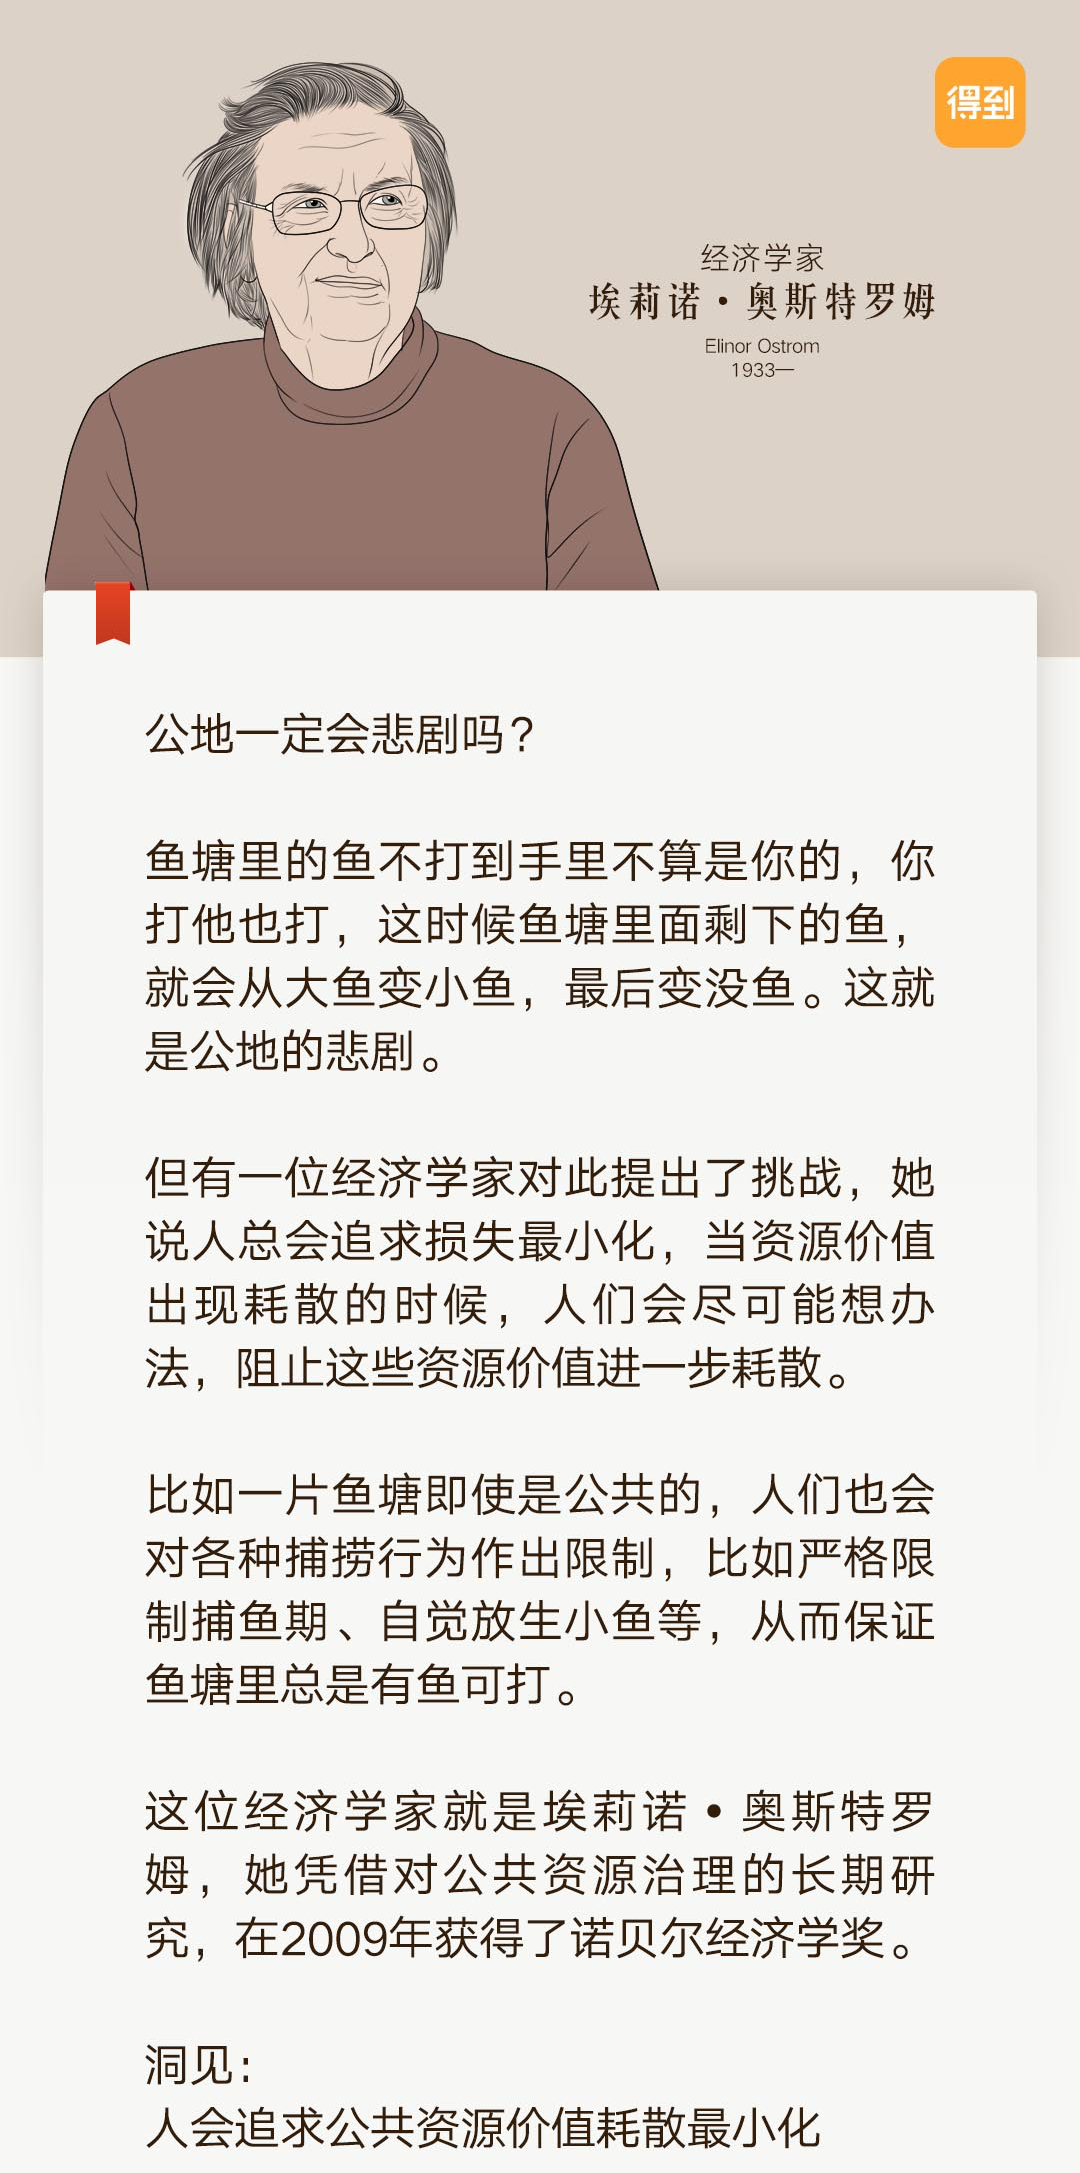 得到
经济学家
埃莉诺·奥斯特罗姆
Elinor Ostrom
1933—
公地一定会悲剧吗？
鱼塘里的鱼不打到手里不算是你的，你
打他也打，这时候鱼塘里面剩下的鱼，
就会从大鱼变小鱼，最后变没鱼。这就
是公地的悲剧。
但有一位经济学家对此提出了挑战，她
说人总会追求损失最小化，当资源价值
出现耗散的时候，人们会尽可能想办
法，阻止这些资源价值进一步耗散。
比如一片鱼塘即使是公共的，人们也会
对各种捕捞行为作出限制，比如严格限
制捕鱼期、自觉放生小鱼等，从而保证
鱼塘里总是有鱼可打。
这位经济学家就是埃莉诺•奥斯特罗
姆，她凭借对公共资源治理的长期研
究，在2009年获得了诺贝尔经济学奖。
洞见：
人会追求公共资源价值耗散最小化